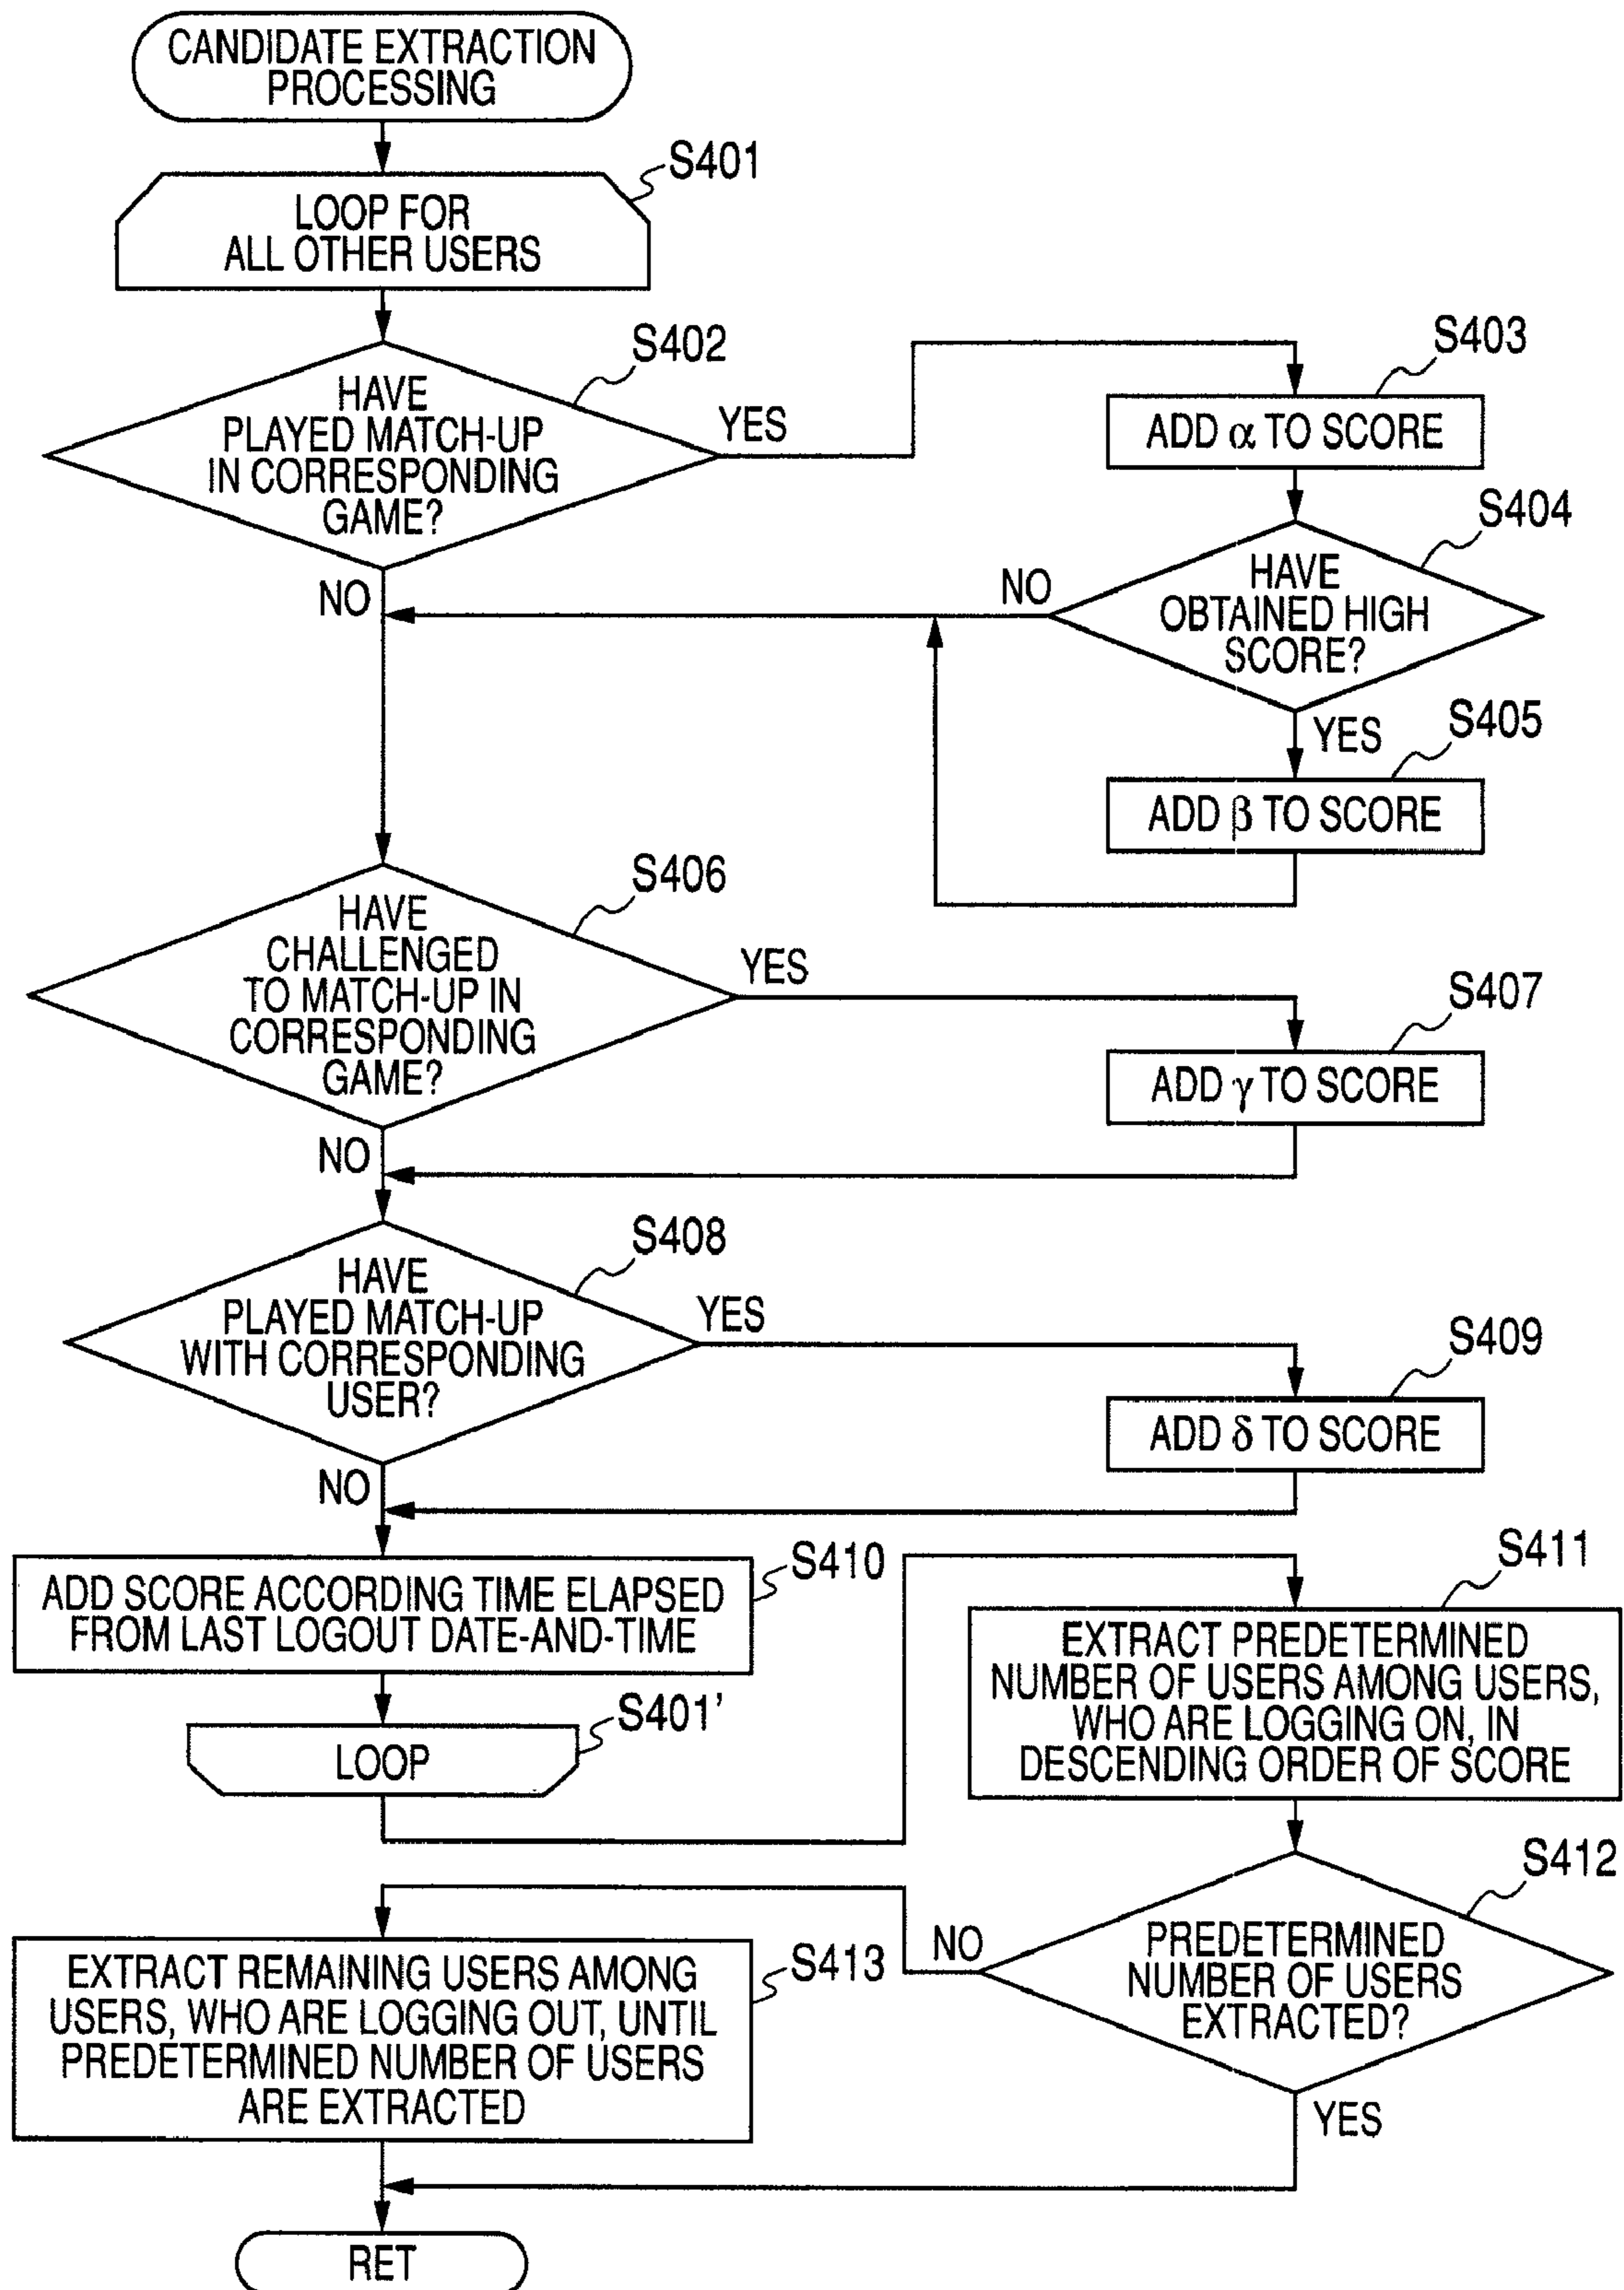 CANDIDATE EXTRACTION
PROCESSING
S401
LOOP FOR
ALL OTHER USERS
S402
HAVE
PLAYED MATCH-UP
IN CORRESPONDING
GAME?
YES
NO
S403
ADD α TO SCORE
S404
HAVE
OBTAINED HIGH
SCORE?
NO
YES
S405
ADD β TO SCORE
S406
HAVE
CHALLENGED
TO MATCH-UP IN
CORRESPONDING
GAME?
YES
NO
S407
ADD γ TO SCORE
S408
HAVE
PLAYED MATCH-UP
WITH CORRESPONDING
USER?
YES
NO
S409
ADD δ TO SCORE
S410
ADD SCORE ACCORDING TIME ELAPSED
FROM LAST LOGOUT DATE-AND-TIME
S401'
LOOP
S411
EXTRACT PREDETERMINED
NUMBER OF USERS AMONG USERS,
WHO ARE LOGGING ON, IN
DESCENDING ORDER OF SCORE
S412
PREDETERMINED
NUMBER OF USERS
EXTRACTED?
NO
YES
S413
EXTRACT REMAINING USERS AMONG
USERS, WHO ARE LOGGING OUT, UNTIL
PREDETERMINED NUMBER OF USERS
ARE EXTRACTED
RET